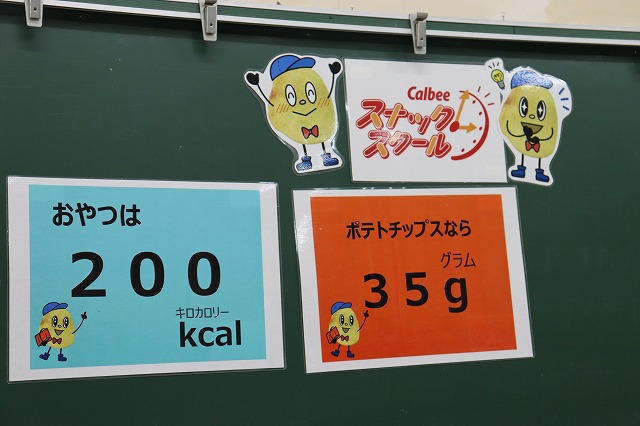 Calbee
スナック
スクール
おやつは
200
キロカロリー
kcal
ポテトチップスなら
グラム
35g